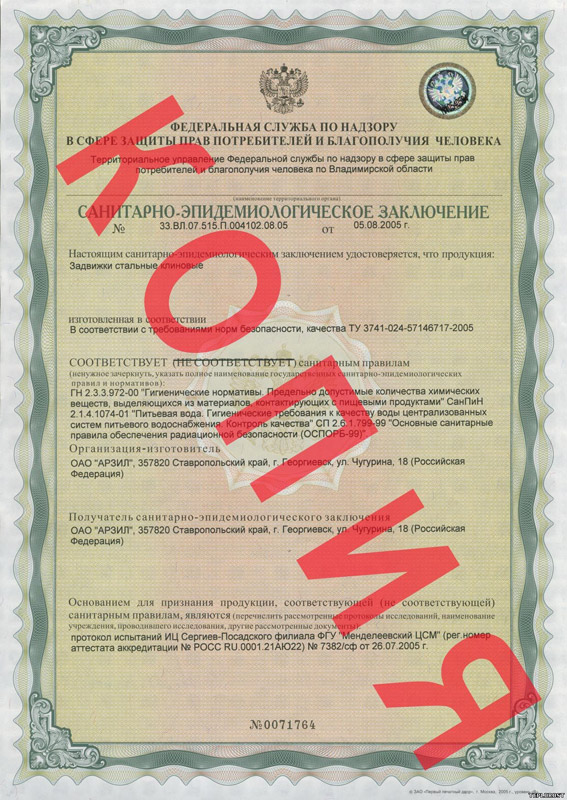 ФЕДЕРАЛЬНАЯ СЛУЖБА ПО НАДЗОРУ
В СФЕРЕ ЗАЩИТЫ ПРАВ ПОТРЕБИТЕЛЕЙ И БЛАГОПОЛУЧИЯ ЧЕЛОВЕКА
Территориальное управление Федеральной службы по надзору в сфере защиты прав
потребителей и благополучия человека по Владимирской области
(наименование территориального органа)
САНИТАРНО-ЭПИДЕМИОЛОГИЧЕСКОЕ ЗАКЛЮЧЕНИЕ
№ 33.ВЛ.07.515.П.004102.08.05 от 05.08.2005 г.
Настоящим санитарно-эпидемиологическим заключением удостоверяется, что продукция:
Задвижки стальные клиновые
изготовленная в соответствии
В соответствии с требованиями норм безопасности, качества ТУ 3741-024-57146717-2005
СООТВЕТСТВУЕТ (НЕ СООТВЕТСТВУЕТ) санитарным правилам
(ненужное зачеркнуть, указать полное наименование государственных санитарно-эпидемиологических
правил и нормативов):
ГН 2.3.3.972-00 "Гигиенические нормативы. Предельно допустимые количества химических
веществ, выделяющихся из материалов, контактирующих с пищевыми продуктами" СанПиН
2.1.4.1074-01 "Питьевая вода. Гигиенические требования к качеству воды централизованных
систем питьевого водоснабжения. Контроль качества" СП 2.6.1.799-99 "Основные санитарные
правила обеспечения радиационной безопасности (ОСПОРБ-99)".
Организация-изготовитель
ОАО "АРЗИЛ", 357820 Ставропольский край, г. Георгиевск, ул. Чугурина, 18 (Российская
Федерация)
Получатель санитарно-эпидемиологического заключения
ОАО "АРЗИЛ", 357820 Ставропольский край, г. Георгиевск, ул. Чугурина, 18 (Российская
Федерация)
Основанием для признания продукции, соответствующей (не соответствующей)
санитарным правилам, являются (перечислить рассмотренные протоколы исследований, наименование
учреждения, проводившего исследования, другие рассмотренные документы):
протокол испытаний ИЦ Сергиев-Посадского филиала ФГУ "Менделеевский ЦСМ" (рег.номер
аттестата аккредитации № РОСС RU.0001.21АЮ22) № 7382/сф от 26.07.2005 г.
№0071764
КОПИЯ
© ЗАО «Первый печатный двор», г. Москва, 2005 г.
TEPLOROST